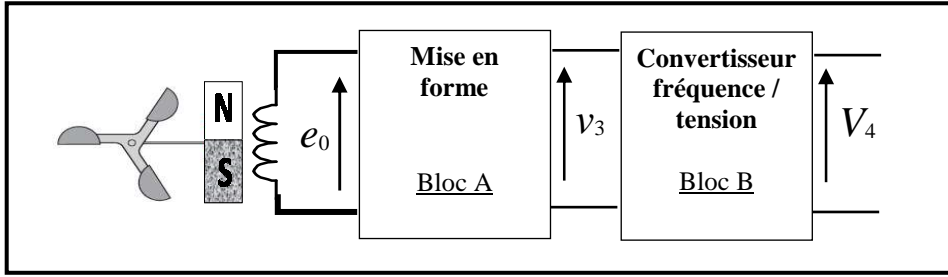 N
S
e0
Mise en
forme
Bloc A
v3
Convertisseur
fréquence /
tension
Bloc B
V4